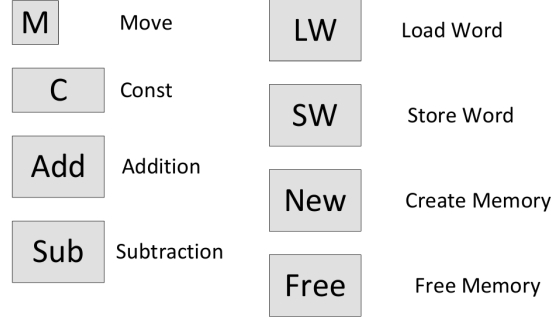 M Move
C Const
Add Addition
Sub Subtraction
LW Load Word
SW Store Word
New Create Memory
Free Free Memory